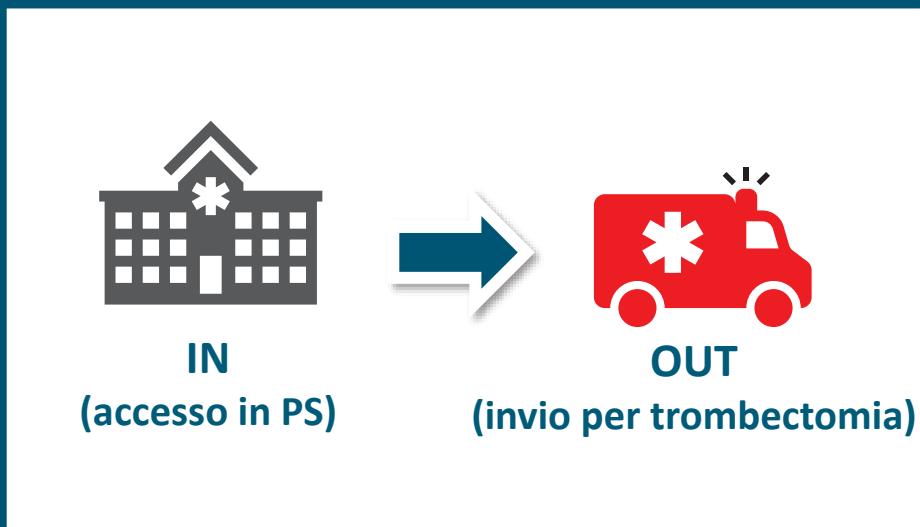 IN
(accesso in PS)
OUT
(invio per trombectomia)